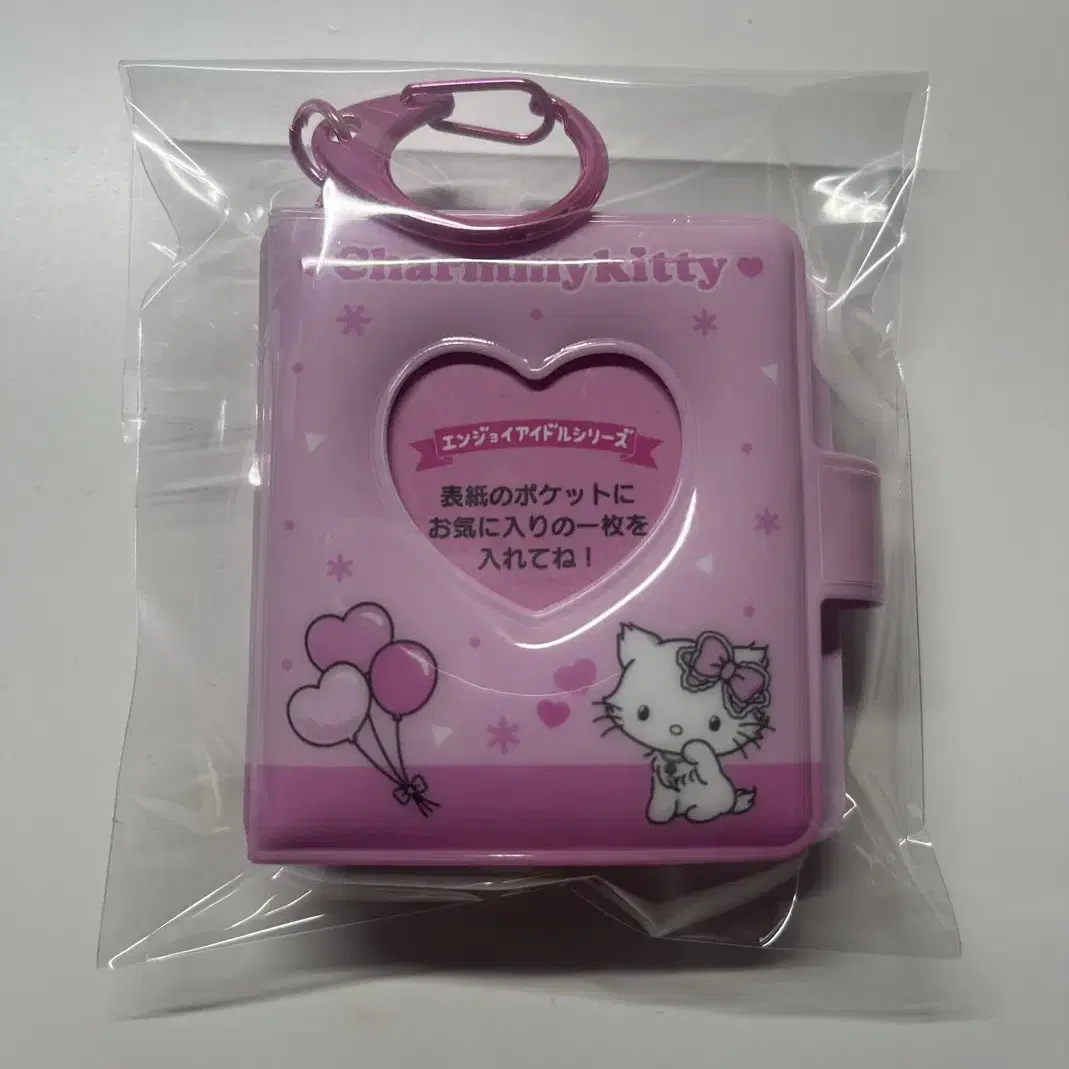 Charmmykitty
エンジョイアイドルシリーズ
表紙のポケットに
お気に入りの一枚を
入れてね！